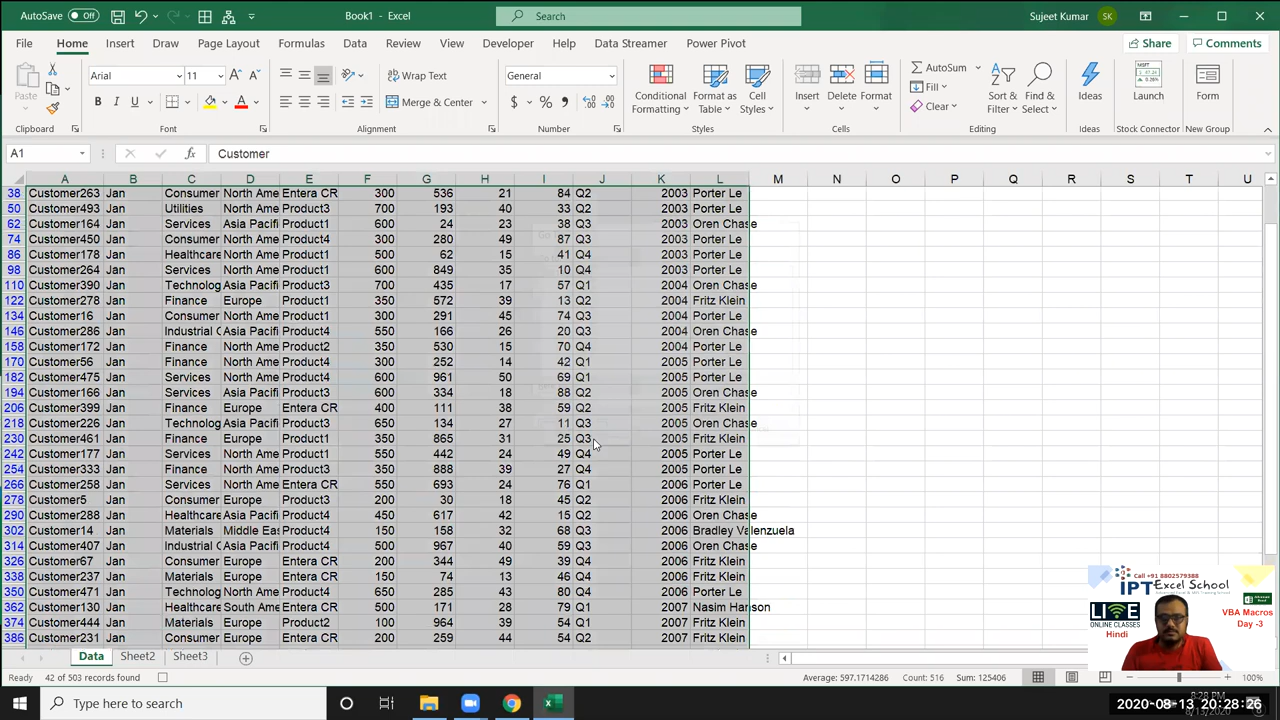 AutoSave Off Book1 - Excel Search Sujeet Kumar SK
File Home Insert Draw Page Layout Formulas Data Review View Developer Help Data Streamer Power Pivot Share Comments
Arial 11 A A Wrap Text General AutoSum
Paste B I U A Merge & Center $ % Conditional Formatting Format as Table Cell Styles Insert Delete Format Fill Clear Sort & Filter Find & Select Ideas Launch Form
Clipboard Font Alignment Number Styles Cells Editing Ideas Stock Connector New Group
A1 fx Customer
A B C D E F G H I J K L M N O P Q R S T U
38 Customer263 Jan Consumer North Ame Entera CR 300 536 21 84 Q2 2003 Porter Le
50 Customer493 Jan Utilities North Ame Product3 700 193 40 33 Q2 2003 Porter Le
62 Customer164 Jan Services Asia Pacifi Product1 600 24 23 38 Q3 2003 Oren Chase
74 Customer450 Jan Consumer North Ame Product4 300 280 49 87 Q3 2003 Porter Le
86 Customer178 Jan Healthcare North Ame Product1 500 62 15 41 Q4 2003 Porter Le
98 Customer264 Jan Services North Ame Product1 600 849 35 10 Q4 2003 Porter Le
110 Customer390 Jan Technolog Asia Pacifi Product3 700 435 17 57 Q1 2004 Oren Chase
122 Customer278 Jan Finance Europe Product1 350 572 39 13 Q2 2004 Fritz Klein
134 Customer16 Jan Consumer North Ame Product1 300 291 45 74 Q3 2004 Porter Le
146 Customer286 Jan Industrial C Asia Pacifi Product4 550 166 26 20 Q3 2004 Oren Chase
158 Customer172 Jan Finance North Ame Product2 350 530 15 70 Q4 2004 Porter Le
170 Customer56 Jan Finance North Ame Product4 300 252 14 42 Q1 2005 Porter Le
182 Customer475 Jan Services North Ame Product4 600 961 50 69 Q1 2005 Porter Le
194 Customer166 Jan Services Asia Pacifi Product4 600 334 18 88 Q2 2005 Oren Chase
206 Customer399 Jan Finance Europe Entera CR 400 111 38 59 Q2 2005 Fritz Klein
218 Customer226 Jan Technolog Asia Pacifi Product3 650 134 27 11 Q3 2005 Oren Chase
230 Customer461 Jan Finance Europe Product1 350 865 31 25 Q3 2005 Fritz Klein
242 Customer177 Jan Services North Ame Product1 550 442 24 49 Q4 2005 Porter Le
254 Customer333 Jan Finance North Ame Product3 350 888 39 27 Q4 2005 Porter Le
266 Customer258 Jan Services North Ame Entera CR 550 693 24 76 Q1 2006 Porter Le
278 Customer5 Jan Consumer Europe Product3 200 30 18 45 Q2 2006 Fritz Klein
290 Customer288 Jan Healthcare Asia Pacifi Product4 450 617 42 15 Q2 2006 Oren Chase
302 Customer14 Jan Materials Middle Eas Product4 150 158 32 68 Q3 2006 Bradley Valenzuela
314 Customer407 Jan Industrial C Asia Pacifi Product4 500 967 40 59 Q3 2006 Oren Chase
326 Customer67 Jan Consumer Europe Entera CR 200 344 49 39 Q4 2006 Fritz Klein
338 Customer237 Jan Materials Europe Entera CR 150 74 13 46 Q4 2006 Fritz Klein
350 Customer471 Jan Technolog Europe Product4 650 285 43 80 Q4 2006 Fritz Klein
362 Customer130 Jan Healthcare South Ame Entera CR 500 171 28 79 Q1 2007 Nasim Hanson
374 Customer444 Jan Materials Europe Product2 100 964 39 54 Q1 2007 Fritz Klein
386 Customer231 Jan Consumer Europe Entera CR 200 259 44 54 Q2 2007 Fritz Klein
Call +91 8802579388
IPT Excel School
LIVE
ONLINE CLASSES
Hindi
VBA Macros
Day -3
Data Sheet2 Sheet3
Ready 42 of 503 records found Average: 597.1714286 Count: 516 Sum: 125406 100%
Type here to search
8:28 PM
2020-08-13 20:28:26